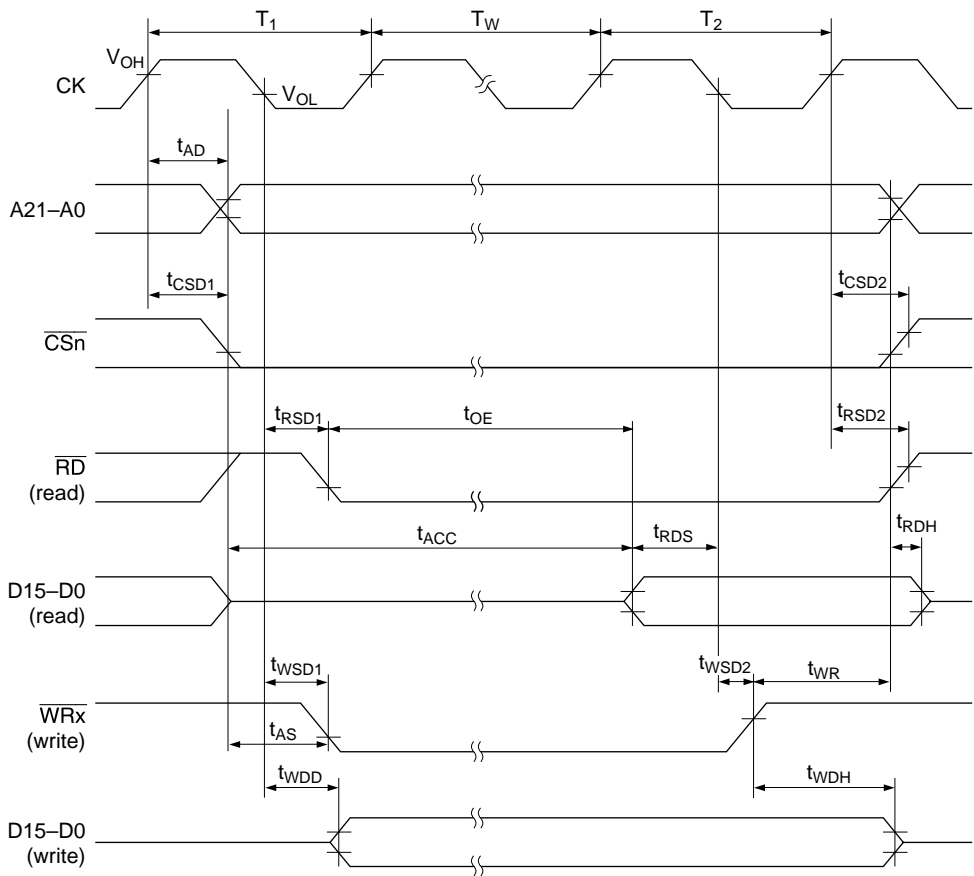 T1 TW T2
VOH
CK
VOL
tAD
A21–A0
tCSD1 tCSD2
CSn
tRSD1 tOE tRSD2
RD
(read)
tACC tRDS tRDH
D15–D0
(read)
tWSD1 tWSD2 tWR
WRx
(write)
tAS
tWDD tWDH
D15–D0
(write)